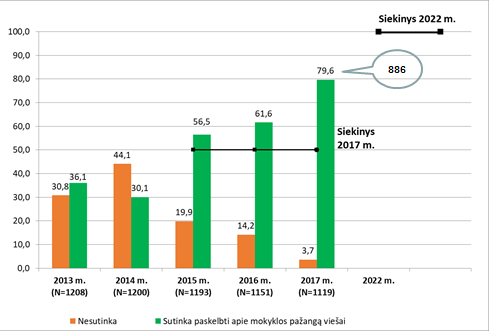 Siekinys 2022 m.
100,0
90,0
80,0
70,0
60,0
50,0
40,0
30,0
20,0
10,0
0,0
30,8
36,1
44,1
30,1
19,9
56,5
14,2
61,6
3,7
79,6
886
Siekinys
2017 m.
2013 m.
(N=1208)
2014 m.
(N=1200)
2015 m.
(N=1193)
2016 m.
(N=1151)
2017 m.
(N=1119)
2022 m.
Nesutinka
Sutinka paskelbti apie mokyklos pažangą viešai